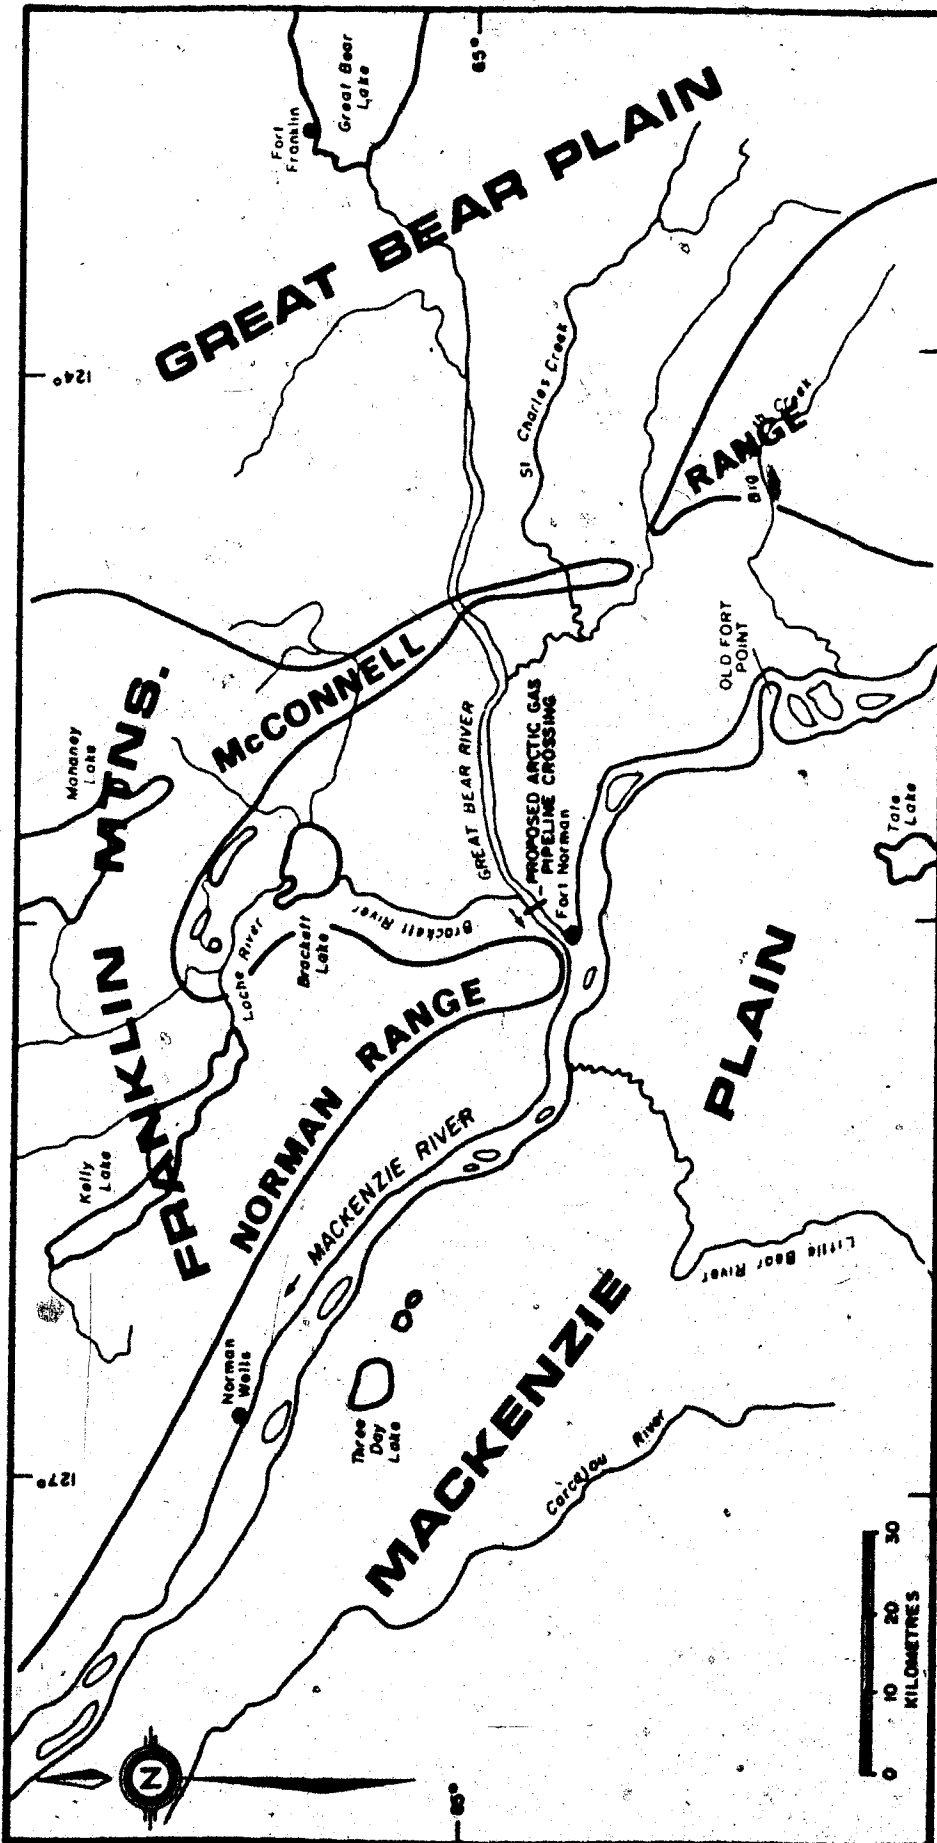 FRANKLIN MTNS.
GREAT BEAR PLAIN
McCONNELL
RANGE
NORMAN RANGE
MACKENZIE
PLAIN
127°
124°
65°
65°
Kelly
Lake
Mahaney
Lake
Fort
Franklin
Great Bear
Lake
Loche River
Brackett
Lake
Brackett River
Norman
Wells
MACKENZIE RIVER
Three
Day
Lake
GREAT BEAR RIVER
PROPOSED ARCTIC GAS
PIPELINE CROSSING
Fort Norman
St Charles Creek
Carcajou River
Little Bear River
OLD FORT
POINT
Big
Creek
Tate
Lake
N
0 10 20 30
KILOMETRES